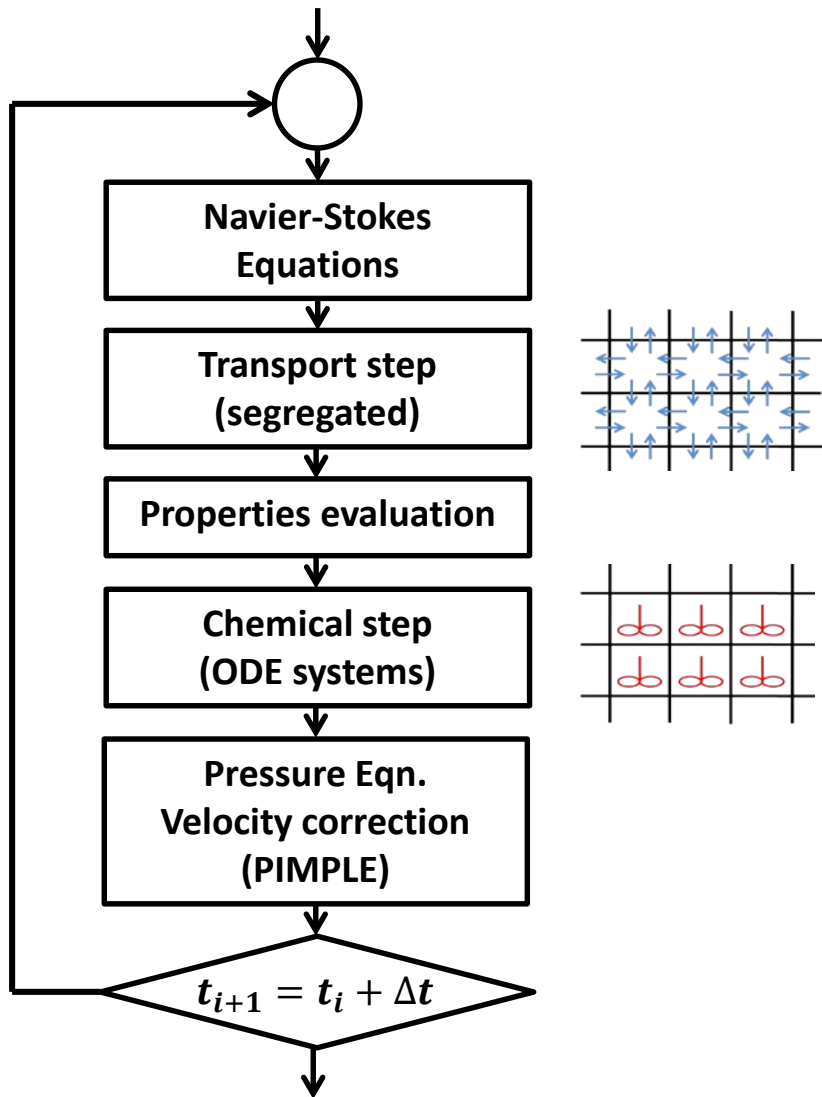 Navier-Stokes
Equations
Transport step
(segregated)
Properties evaluation
Chemical step
(ODE systems)
Pressure Eqn.
Velocity correction
(PIMPLE)
t_{i+1} = t_i + Δt